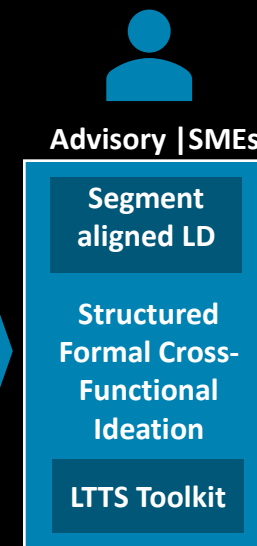 Advisory |SMEs
Segment
aligned LD
Structured
Formal Cross-
Functional
Ideation
LTTS Toolkit